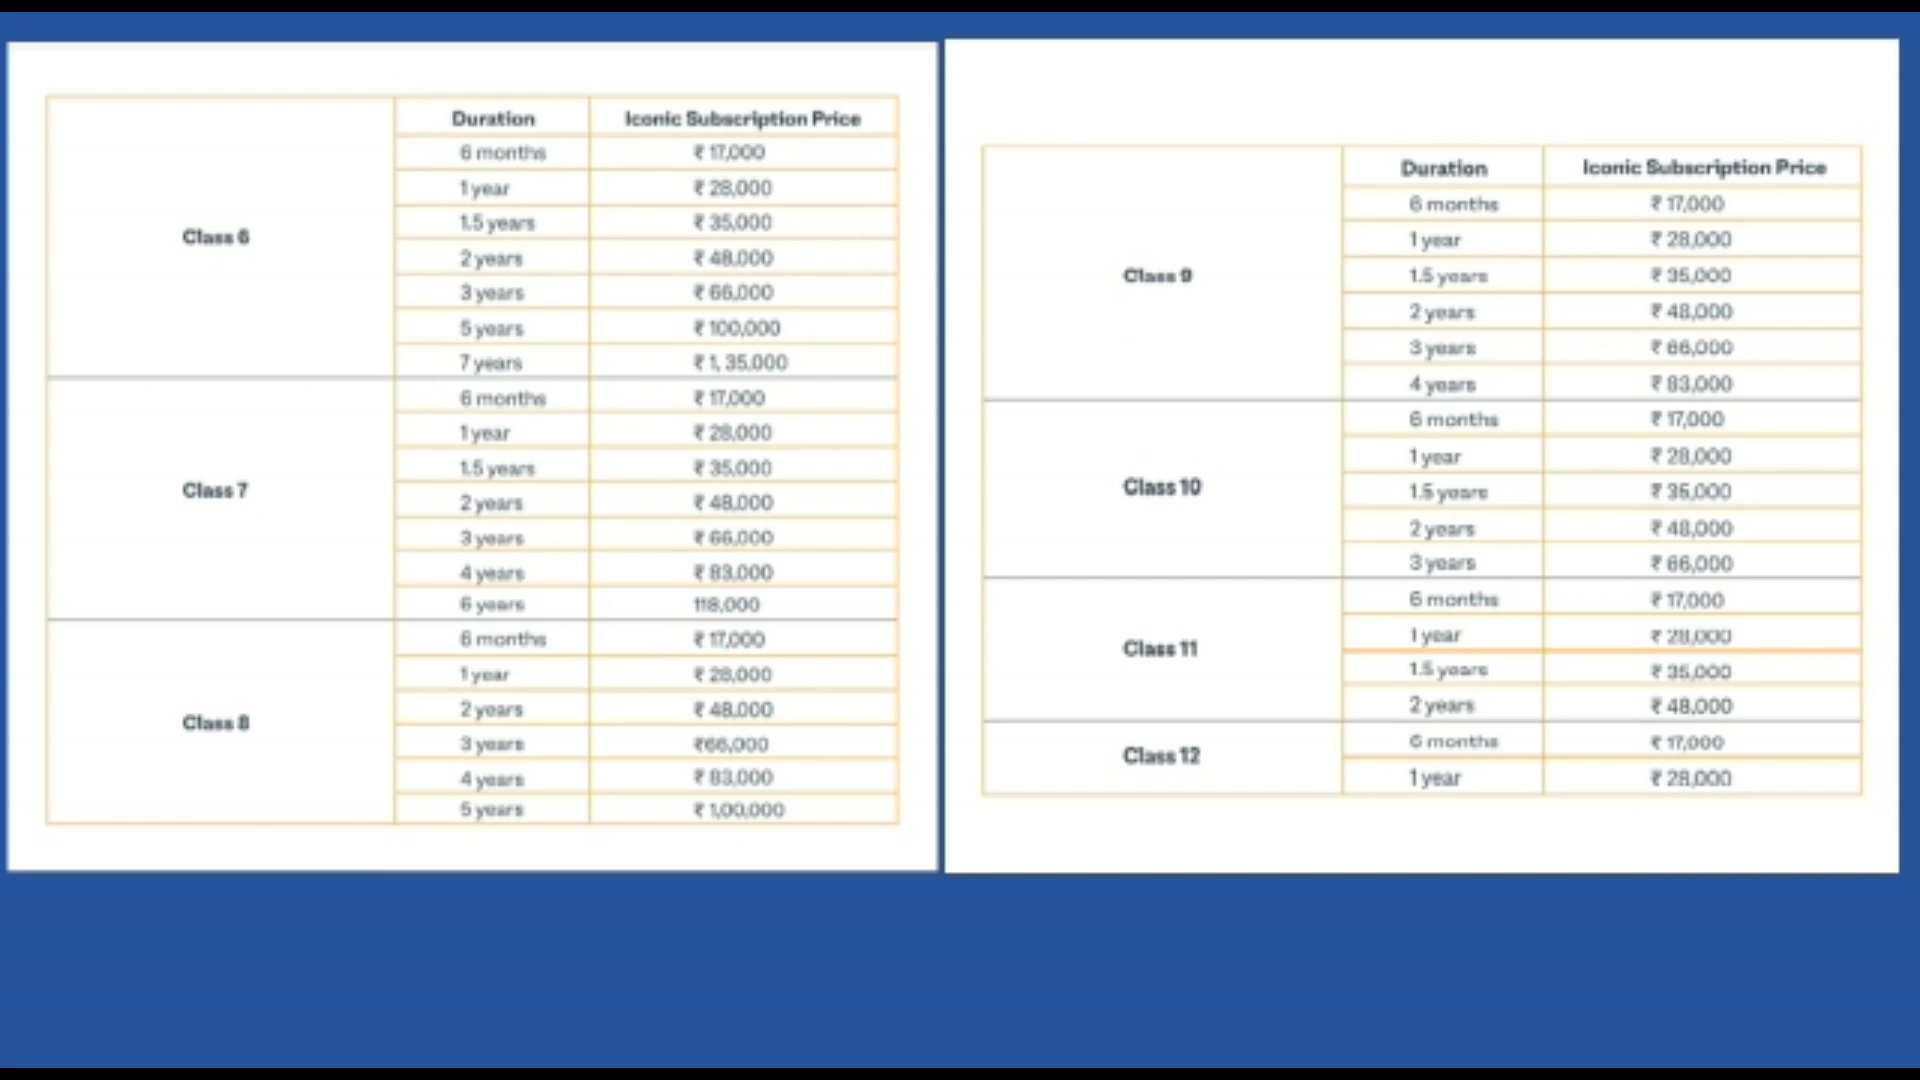 Duration Iconic Subscription Price
6 months ₹ 17,000
1 year ₹ 28,000
1.5 years ₹ 35,000
Class 6
2 years ₹ 48,000
3 years ₹ 66,000
5 years ₹ 100,000
7 years ₹ 1, 35,000
6 months ₹ 17,000
1 year ₹ 28,000
1.5 years ₹ 35,000
Class 7
2 years ₹ 48,000
3 years ₹ 66,000
4 years ₹ 83,000
6 years 118,000
6 months ₹ 17,000
1 year ₹ 28,000
2 years ₹ 48,000
Class 8
3 years ₹66,000
4 years ₹ 83,000
5 years ₹ 1,00,000
Duration Iconic Subscription Price
6 months ₹ 17,000
1 year ₹ 28,000
Class 9 1.5 years ₹ 35,000
2 years ₹ 48,000
3 years ₹ 66,000
4 years ₹ 83,000
6 months ₹ 17,000
1 year ₹ 28,000
Class 10 1.5 years ₹ 35,000
2 years ₹ 48,000
3 years ₹ 66,000
6 months ₹ 17,000
1 year ₹ 28,000
Class 11
1.5 years ₹ 35,000
2 years ₹ 48,000
6 months ₹ 17,000
Class 12
1 year ₹ 28,000